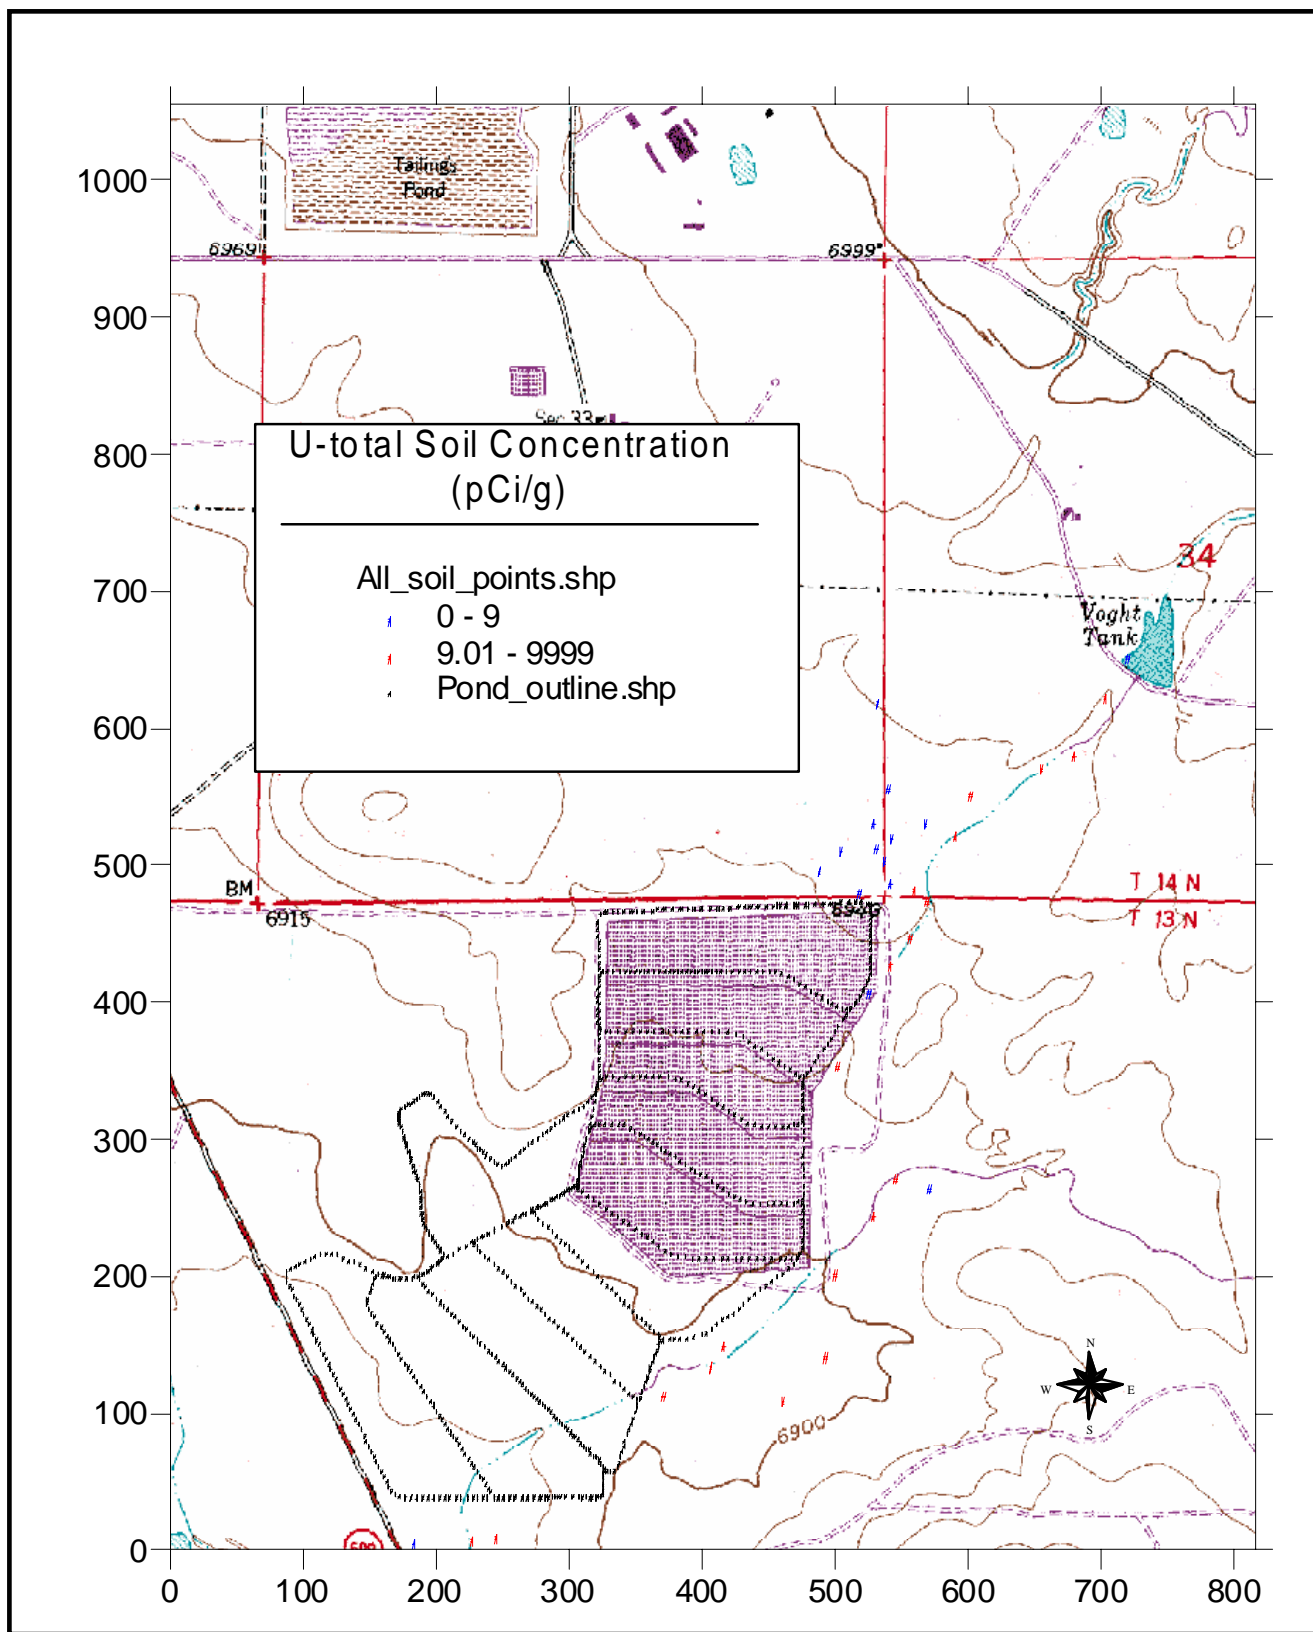 1000
Tailings
Pond
6969
6999
900
Sec 33
800
U-total Soil Concentration
(pCi/g)
All_soil_points.shp
# 0 - 9
# 9.01 - 9999
Pond_outline.shp
34
700
Voght
Tank
600
500
BM
T 14 N
6915
T 13 N
400
300
200
N
W
E
S
100
6900
0
0 100 200 300 400 500 600 700 800